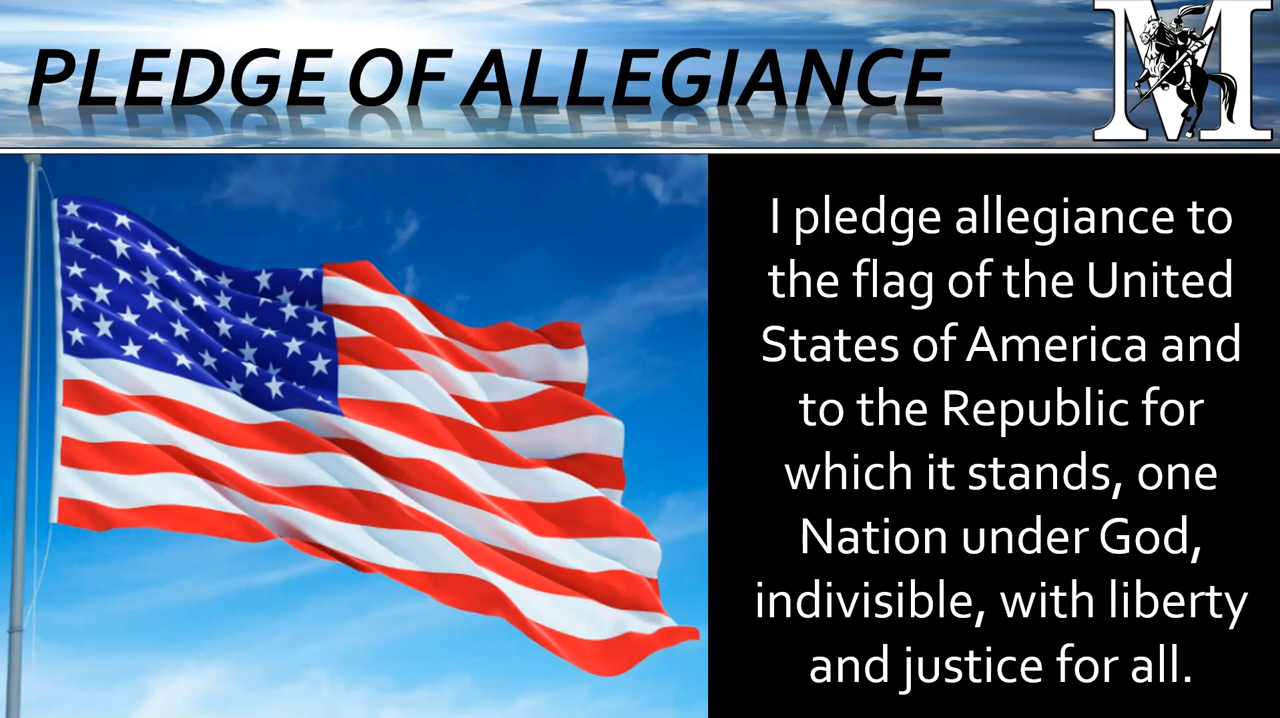 PLEDGE OF ALLEGIANCE
M
I pledge allegiance to
the flag of the United
States of America and
to the Republic for
which it stands, one
Nation under God,
indivisible, with liberty
and justice for all.